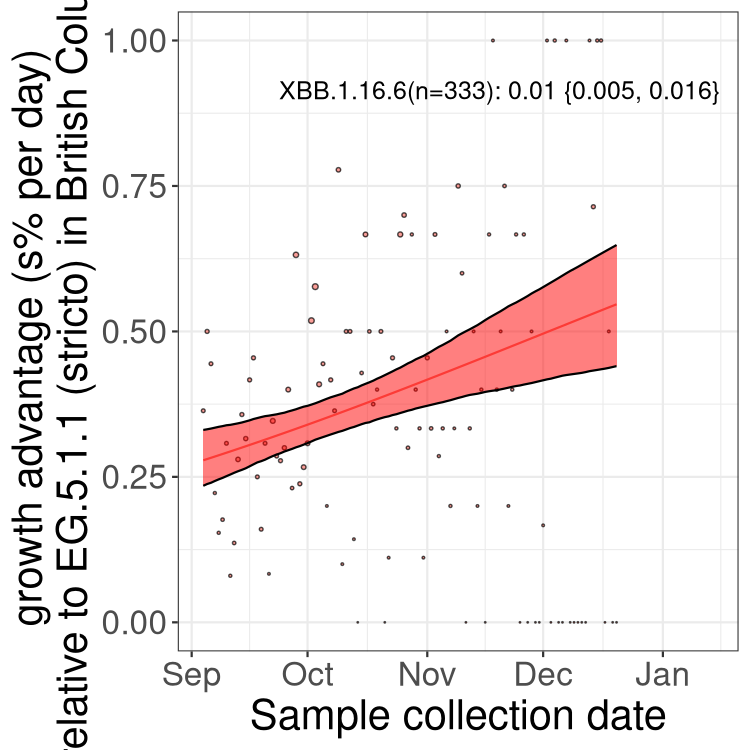 growth advantage (s% per day)
relative to EG.5.1.1 (stricto) in British Colu
1.00
0.75
0.50
0.25
0.00
XBB.1.16.6(n=333): 0.01 {0.005, 0.016}
Sep Oct Nov Dec Jan
Sample collection date